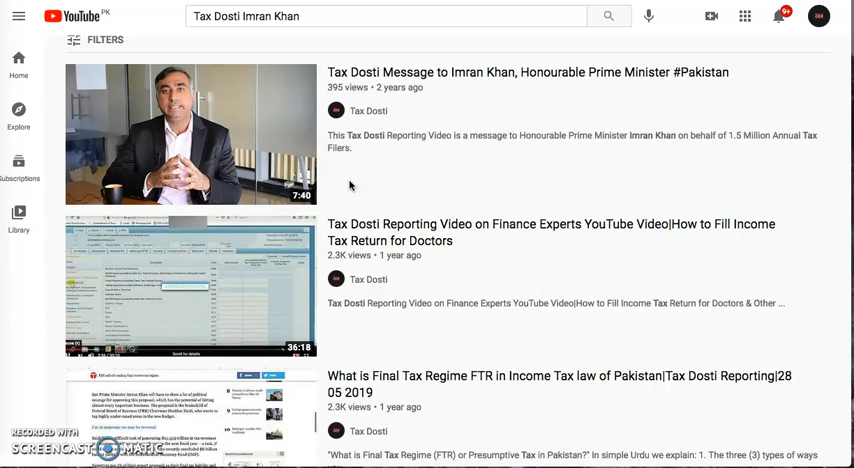 YouTube PK
Tax Dosti Imran Khan
9+
FILTERS
Home
Explore
Subscriptions
Library
Tax Dosti Message to Imran Khan, Honourable Prime Minister #Pakistan
395 views • 2 years ago
Tax Dosti
This Tax Dosti Reporting Video is a message to Honourable Prime Minister Imran Khan on behalf of 1.5 Million Annual Tax
Filers.
7:40
Tax Dosti Reporting Video on Finance Experts YouTube Video|How to Fill Income
Tax Return for Doctors
2.3K views • 1 year ago
Tax Dosti
Tax Dosti Reporting Video on Finance Experts YouTube Video|How to Fill Income Tax Return for Doctors & Other ...
Scroll for details
36:18
What is Final Tax Regime FTR in Income Tax law of Pakistan|Tax Dosti Reporting|28
05 2019
2.3K views • 1 year ago
Tax Dosti
"What is Final Tax Regime (FTR) or Presumptive Tax in Pakistan?" In simple Urdu we explain: 1. The three (3) types of ways
RECORDED WITH
SCREENCAST MATIC